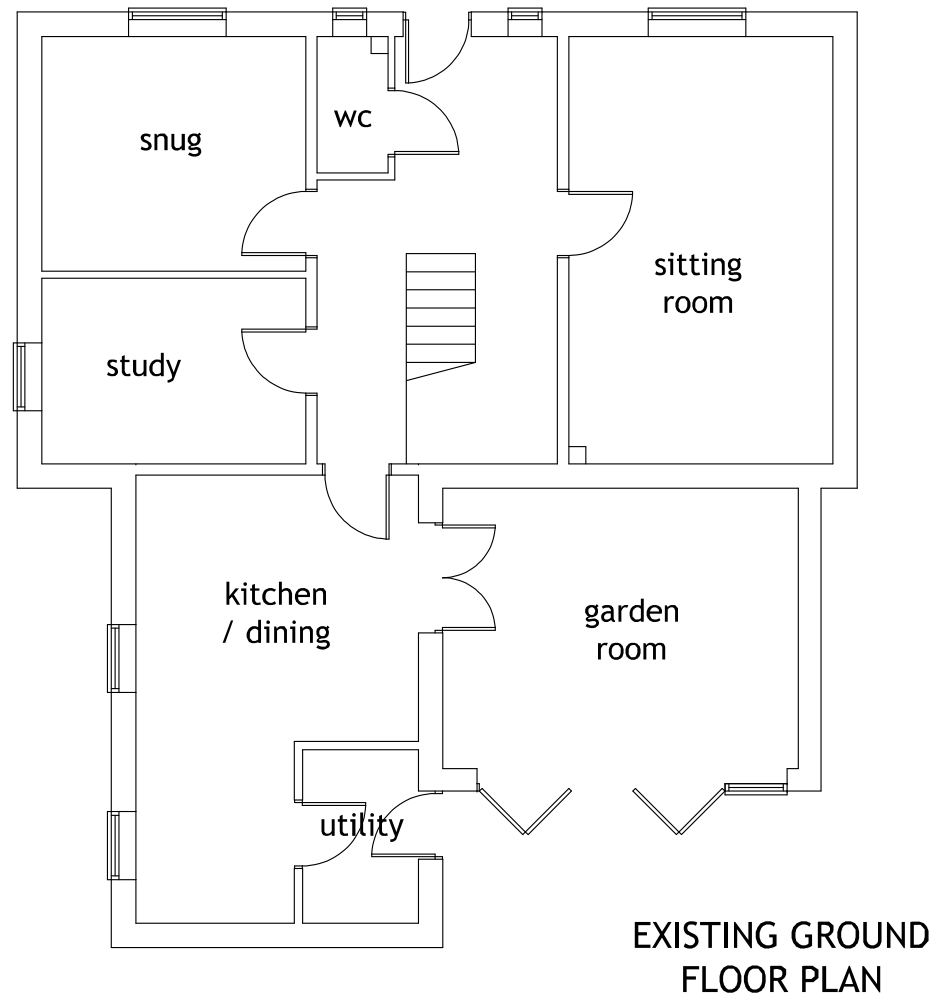 wc
snug
sitting
room
study
kitchen
/ dining
garden
room
utility
EXISTING GROUND
FLOOR PLAN